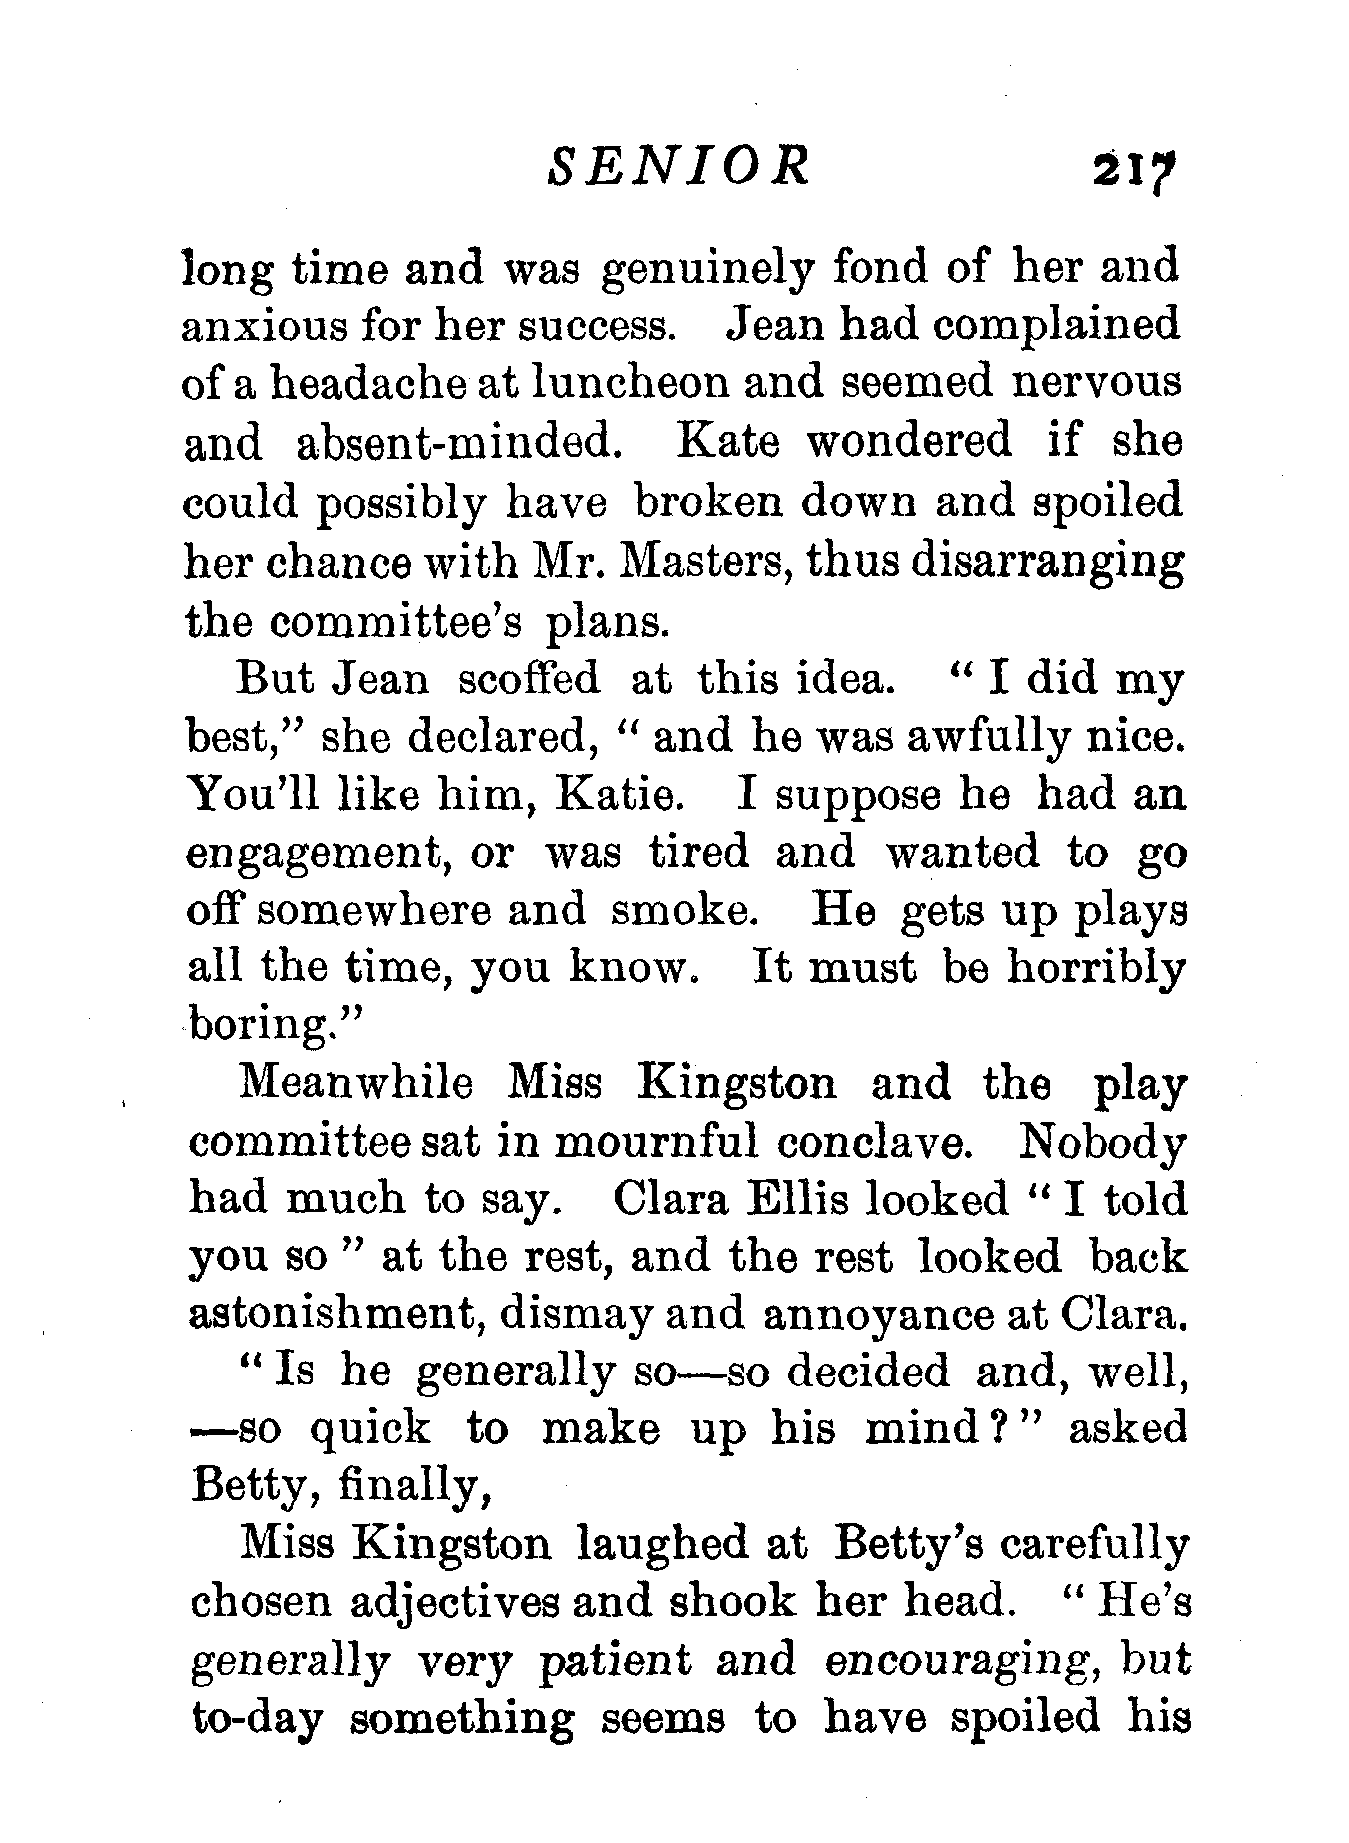 SENIOR 217
long time and was genuinely fond of her and
anxious for her success. Jean had complained
of a headache at luncheon and seemed nervous
and absent-minded. Kate wondered if she
could possibly have broken down and spoiled
her chance with Mr. Masters, thus disarranging
the committee's plans.
But Jean scoffed at this idea. " I did my
best," she declared, " and he was awfully nice.
You'll like him, Katie. I suppose he had an
engagement, or was tired and wanted to go
off somewhere and smoke. He gets up plays
all the time, you know. It must be horribly
boring."
Meanwhile Miss Kingston and the play
committee sat in mournful conclave. Nobody
had much to say. Clara Ellis looked " I told
you so " at the rest, and the rest looked back
astonishment, dismay and annoyance at Clara.
" Is he generally so—so decided and, well,
—so quick to make up his mind ? " asked
Betty, finally,
Miss Kingston laughed at Betty's carefully
chosen adjectives and shook her head. " He's
generally very patient and encouraging, but
to-day something seems to have spoiled his